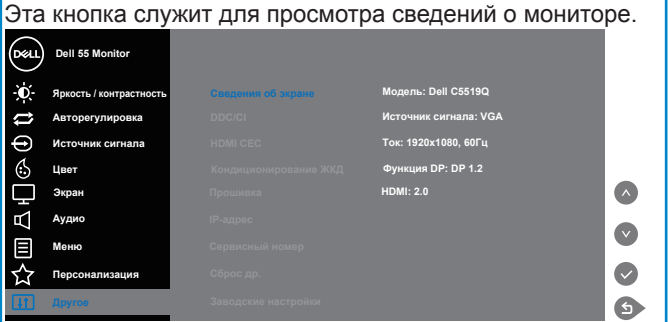 Эта кнопка служит для просмотра сведений о мониторе.
DELL
Dell 55 Monitor
Яркость / контрастность
Сведения об экране
Модель: Dell C5519Q
Авторегулировка
DDC/CI
Источник сигнала: VGA
Источник сигнала
HDMI CEC
Ток: 1920x1080, 60Гц
Цвет
Кондиционирование ЖКД
Функция DP: DP 1.2
Экран
Прошивка
HDMI: 2.0
Аудио
IP-адрес
Меню
Сервисный номер
Персонализация
Сброс др.
Другое
Заводские настройки